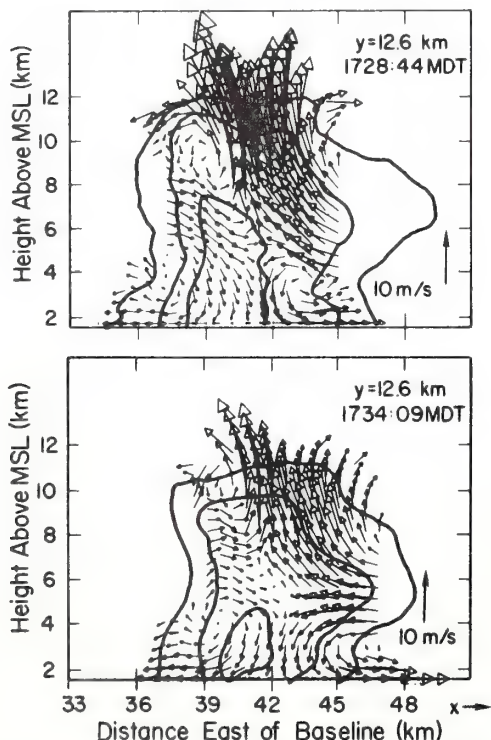 Height Above MSL (km)
12
10
8
6
4
2
y=12.6 km
1728:44 MDT
10 m/s
Height Above MSL (km)
12
10
8
6
4
2
y=12.6 km
1734:09 MDT
10 m/s
33 36 39 42 45 48 x
Distance East of Baseline (km)